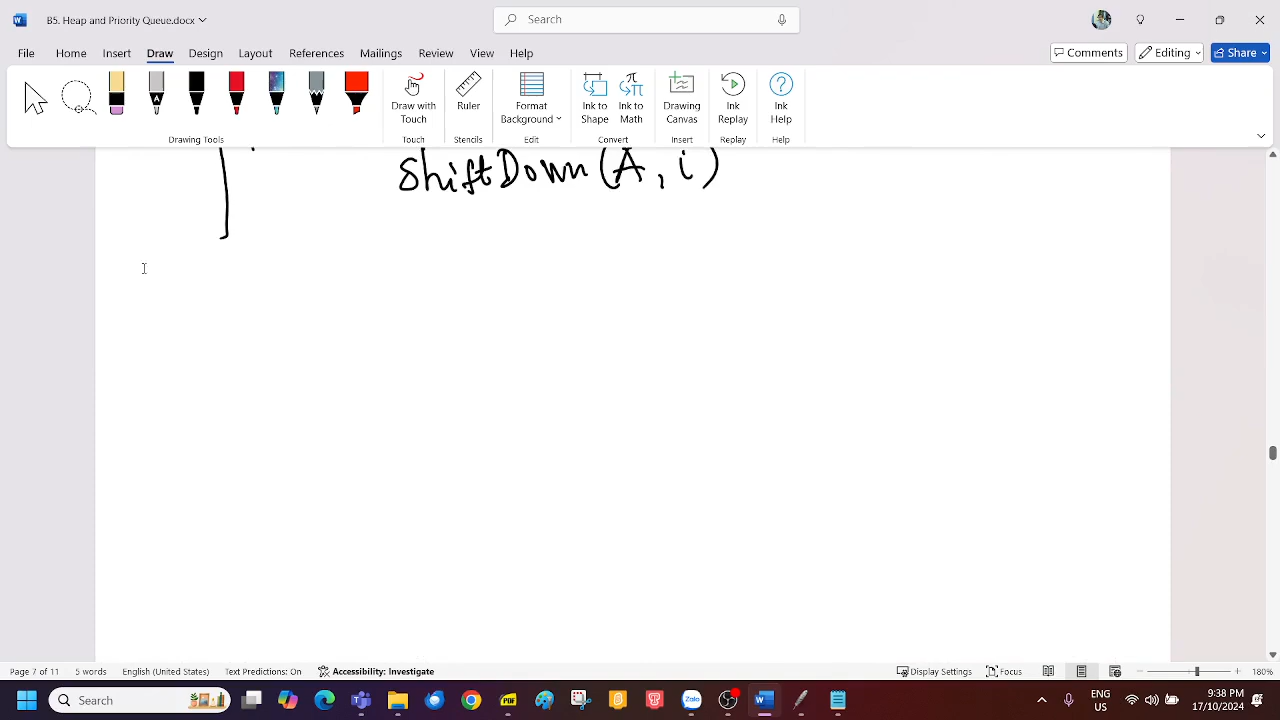 B5. Heap and Priority Queue.docx
Search
File Home Insert Draw Design Layout References Mailings Review View Help
Comments Editing Share
Draw with Touch
Ruler
Format Background
Ink to Shape
Ink to Math
Drawing Canvas
Ink Replay
Ink Help
Drawing Tools Touch Stencils Edit Convert Insert Replay Help
ShiftDown (A, i)
Page 7 of 11 5 words English (United States) Text Predictions: On Accessibility: Investigate Display Settings Focus 180%
Search
ENG US
9:38 PM
17/10/2024